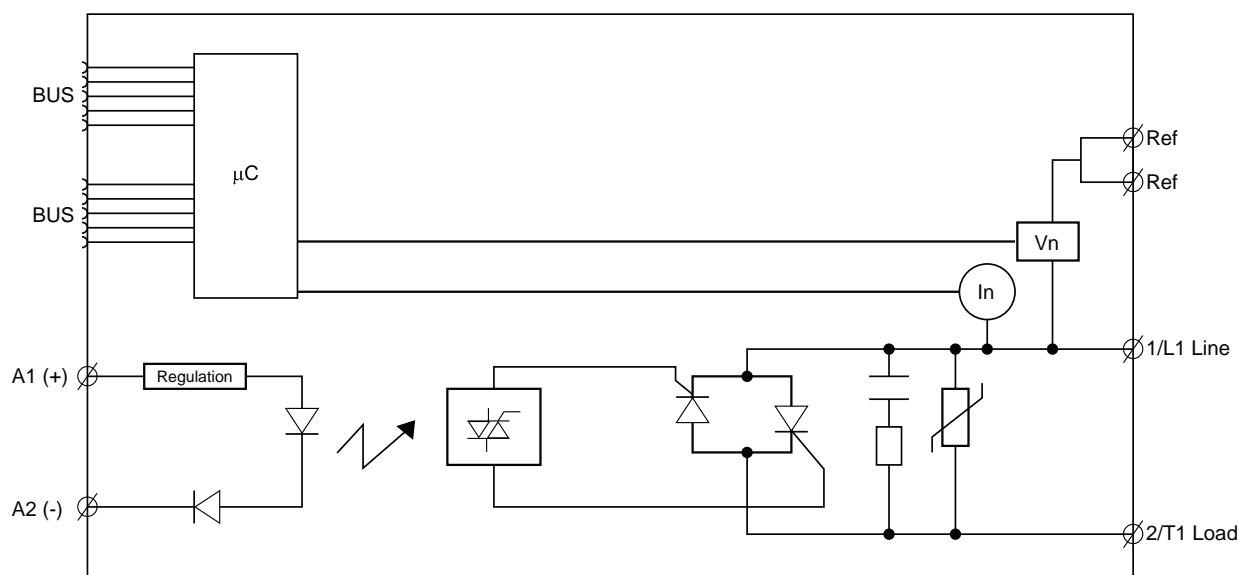 BUS
μC
Ref
Ref
BUS
Vn
In
1/L1 Line
A1 (+)
Regulation
A2 (-)
2/T1 Load